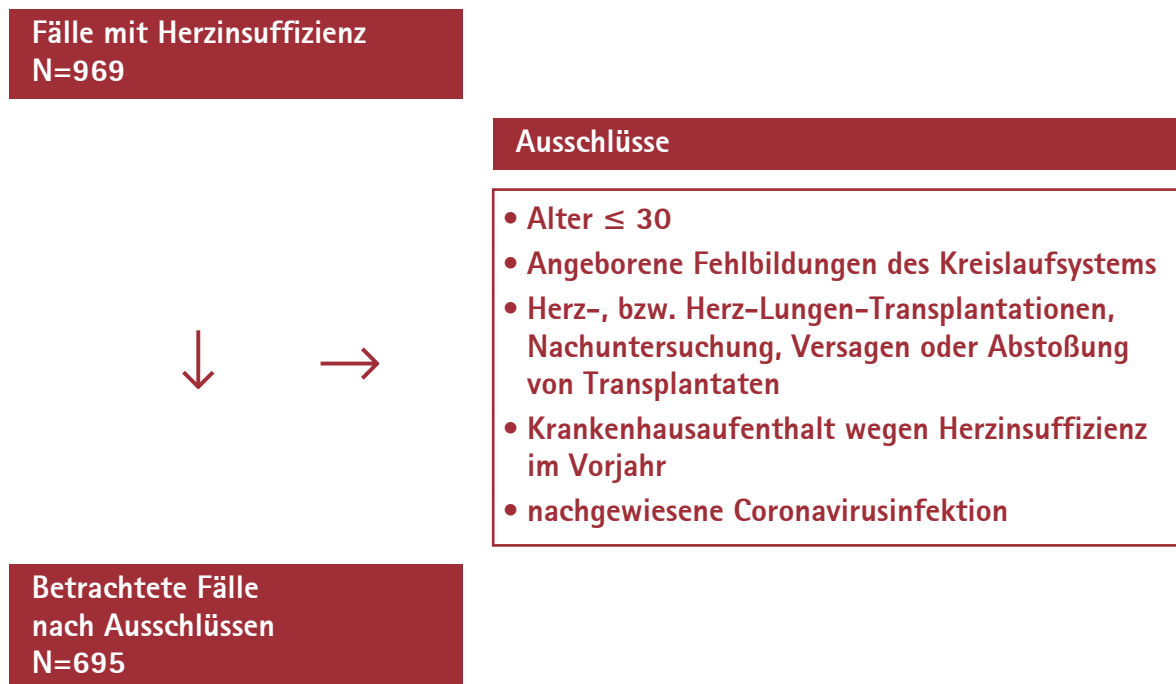 Fälle mit Herzinsuffizienz
N=969
Ausschlüsse
• Alter ≤ 30
• Angeborene Fehlbildungen des Kreislaufsystems
• Herz-, bzw. Herz-Lungen-Transplantationen,
Nachuntersuchung, Versagen oder Abstoßung
von Transplantaten
• Krankenhausaufenthalt wegen Herzinsuffizienz
im Vorjahr
• nachgewiesene Coronavirusinfektion
Betrachtete Fälle
nach Ausschlüssen
N=695